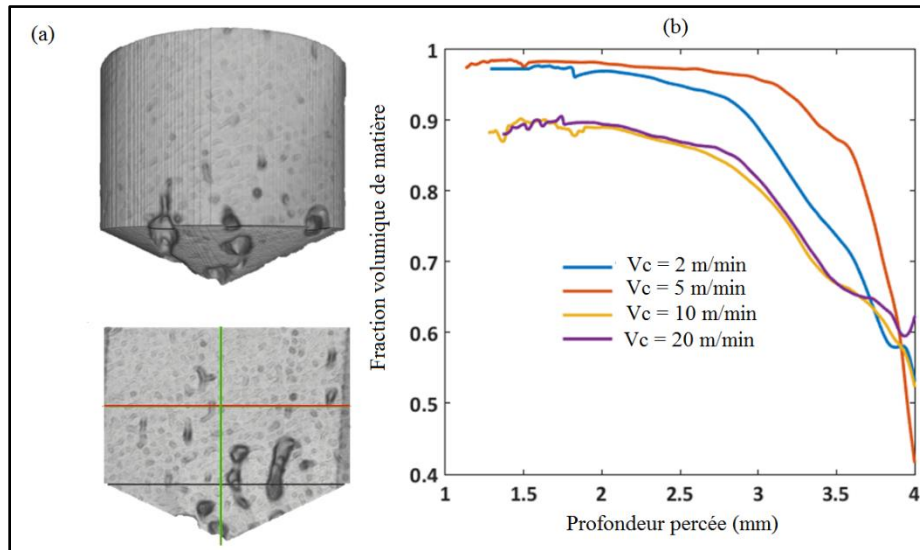 (a)
(b)
Fraction volumique de matière
1
0.9
0.8
0.7
0.6
0.5
0.4
Vc = 2 m/min
Vc = 5 m/min
Vc = 10 m/min
Vc = 20 m/min
1
1.5
2
2.5
3
3.5
4
Profondeur percée (mm)